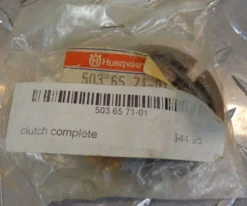 Husqvarna
503 65 71-01
503 65 71-01
clutch complete
$44.95